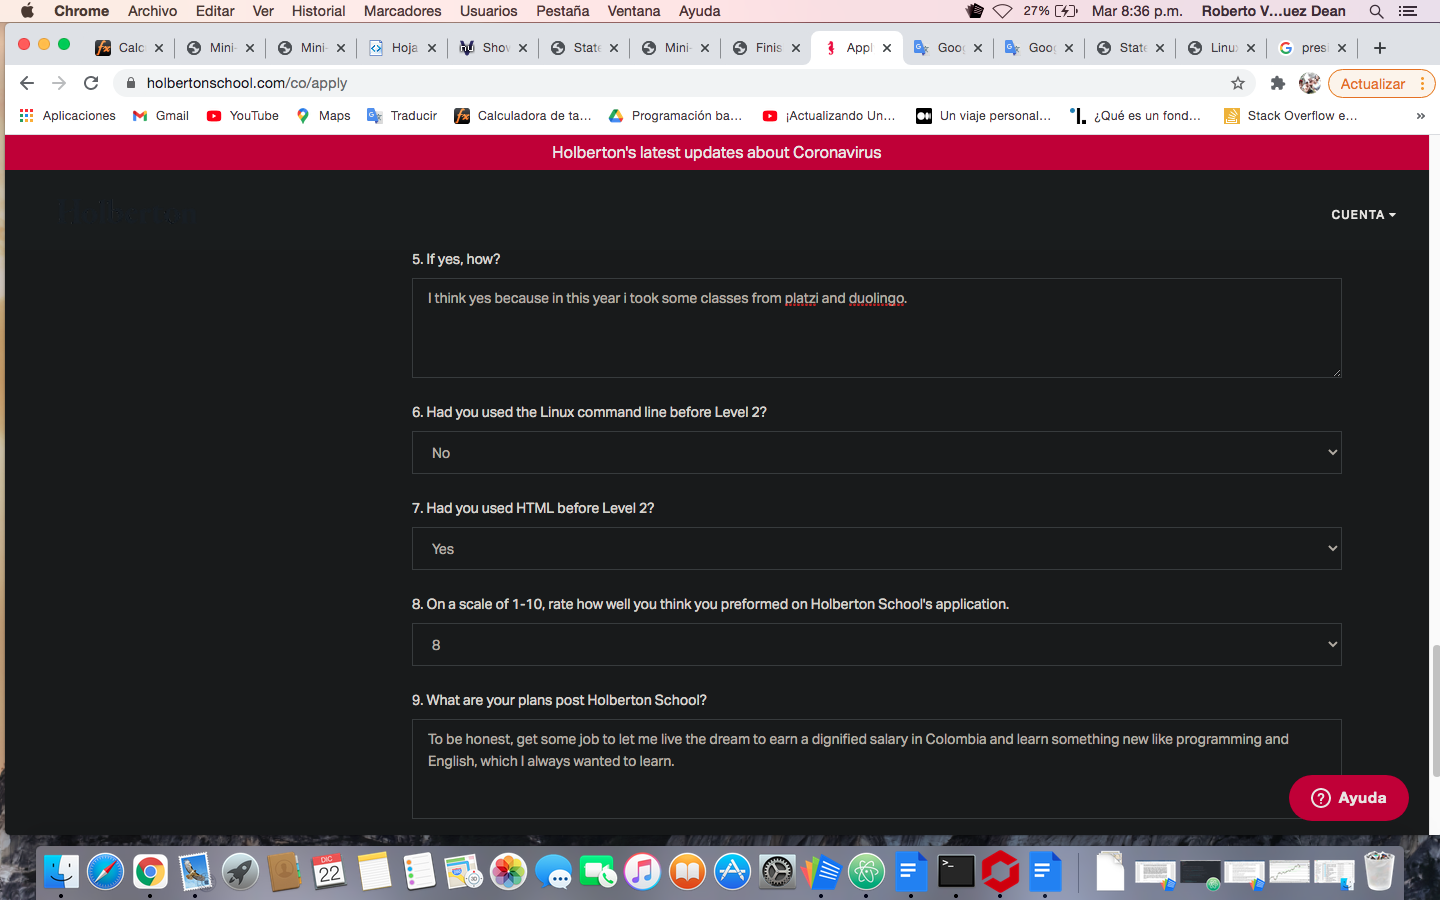 Chrome Archivo Editar Ver Historial Marcadores Usuarios Pestaña Ventana Ayuda 27% Mar 8:36 p.m. Roberto V...uez Dean
Calc Mini- Mini- Hoja Show State Mini- Finis Appl Goog Goog State Linux pres
holbertonschool.com/co/apply Actualizar
Aplicaciones Gmail YouTube Maps Traducir Calculadora de ta... Programación ba... ¡Actualizando Un... Un viaje personal... ¿Qué es un fond... Stack Overflow e... »
Holberton's latest updates about Coronavirus
CUENTA
5. If yes, how?
I think yes because in this year i took some classes from platzi and duolingo.
6. Had you used the Linux command line before Level 2?
No
7. Had you used HTML before Level 2?
Yes
8. On a scale of 1-10, rate how well you think you preformed on Holberton School's application.
8
9. What are your plans post Holberton School?
To be honest, get some job to let me live the dream to earn a dignified salary in Colombia and learn something new like programming and
English, which I always wanted to learn.
Ayuda
DIC
22